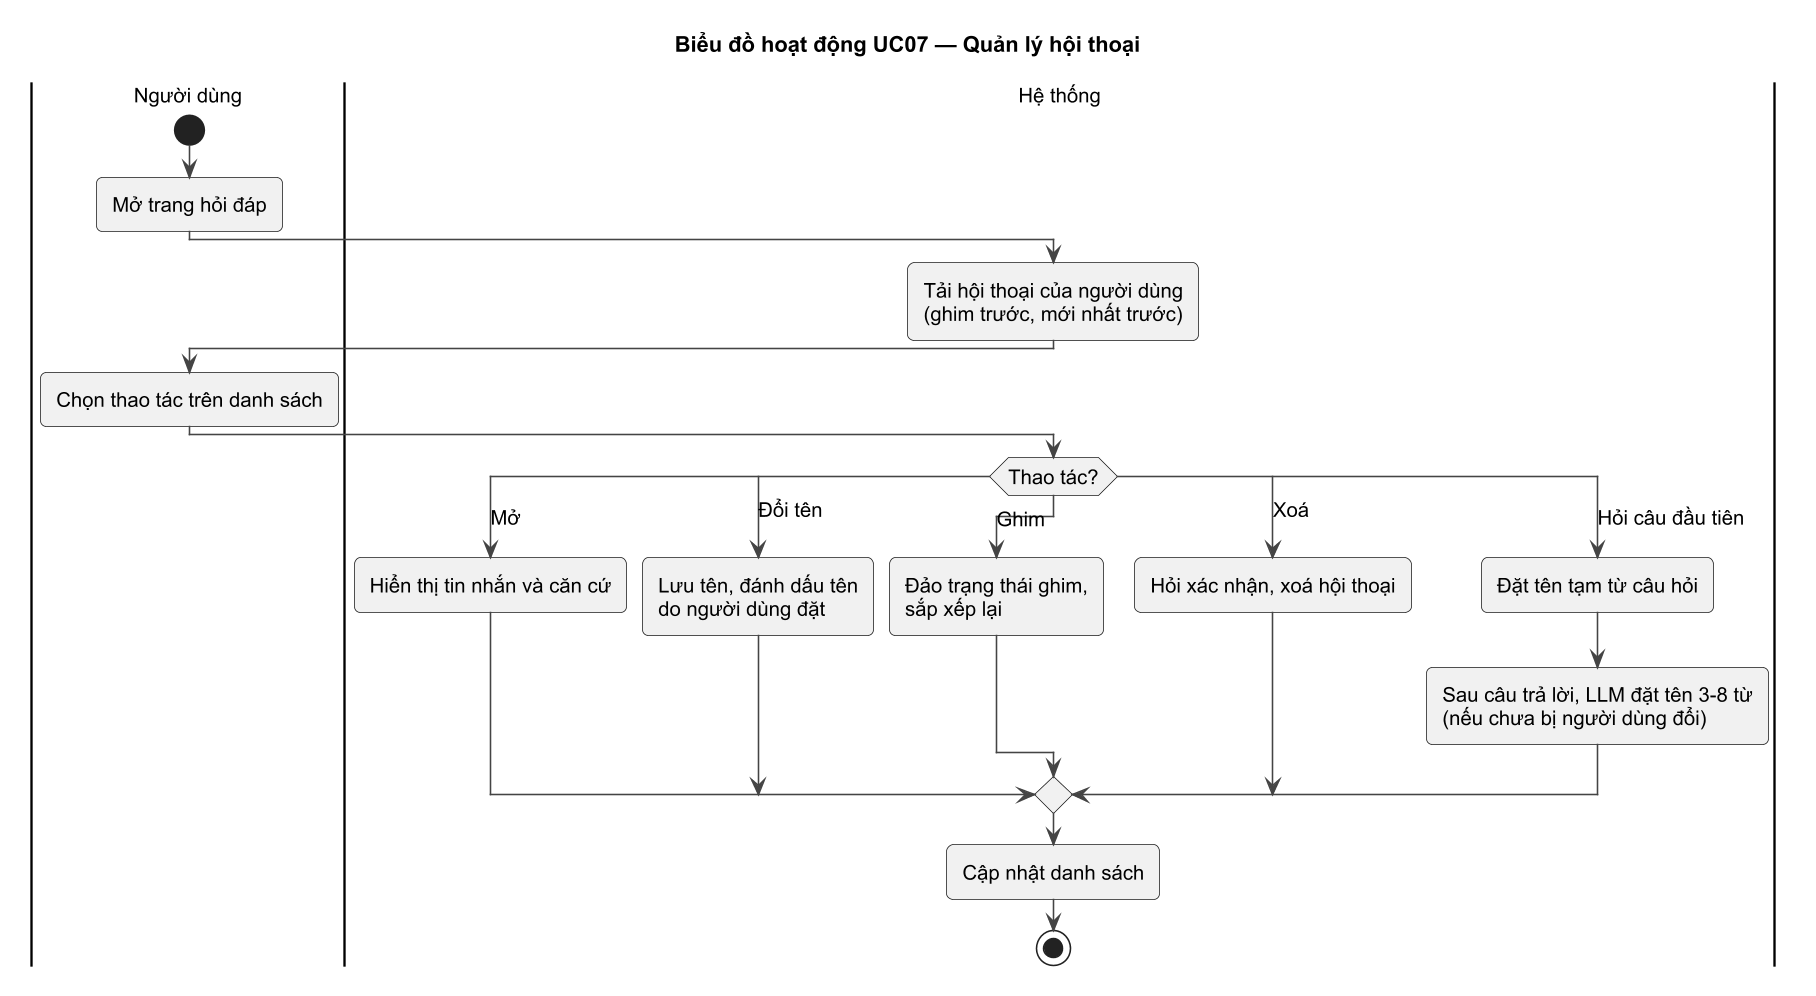 Biểu đồ hoạt động UC07 — Quản lý hội thoại
Người dùng
Hệ thống
Mở trang hỏi đáp
Tải hội thoại của người dùng
(ghim trước, mới nhất trước)
Chọn thao tác trên danh sách
Thao tác?
Mở
Đổi tên
Ghim
Xoá
Hỏi câu đầu tiên
Hiển thị tin nhắn và căn cứ
Lưu tên, đánh dấu tên
do người dùng đặt
Đảo trạng thái ghim,
sắp xếp lại
Hỏi xác nhận, xoá hội thoại
Đặt tên tạm từ câu hỏi
Sau câu trả lời, LLM đặt tên 3-8 từ
(nếu chưa bị người dùng đổi)
Cập nhật danh sách